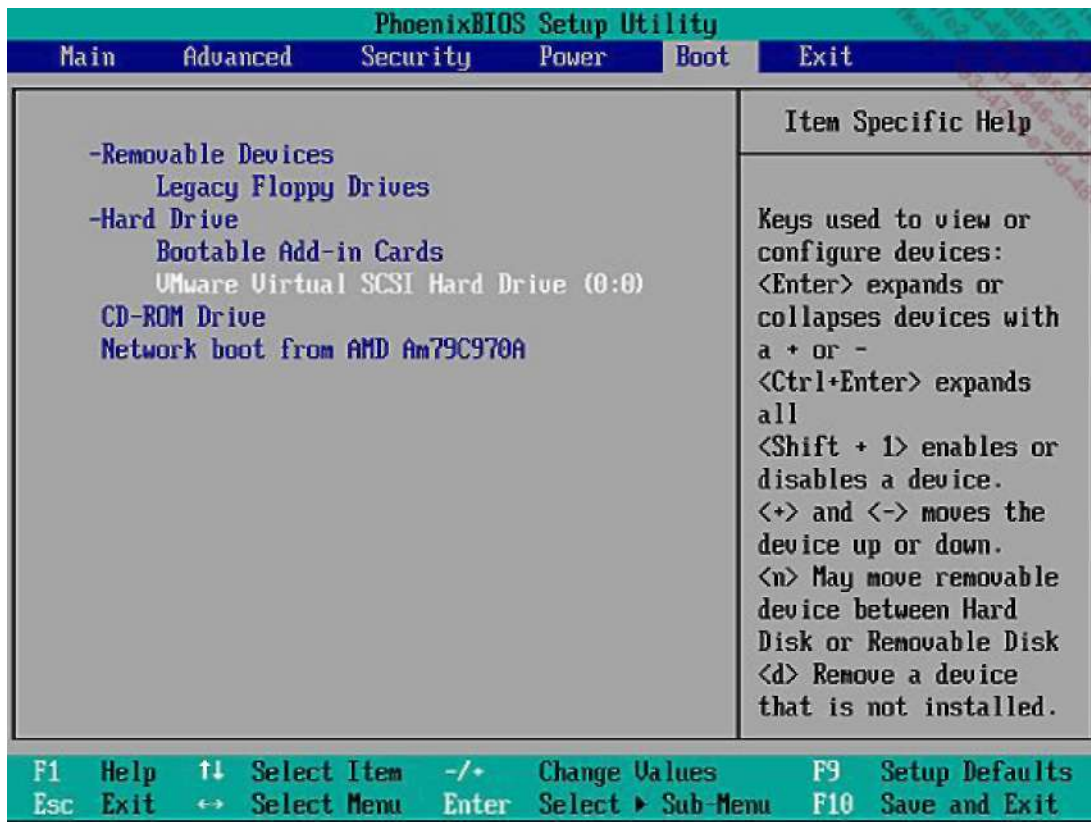 PhoenixBIOS Setup Utility
Main Advanced Security Power Boot Exit
-Removable Devices
Legacy Floppy Drives
-Hard Drive
Bootable Add-in Cards
VMware Virtual SCSI Hard Drive (0:0)
CD-ROM Drive
Network boot from AMD Am79C970A
Item Specific Help
Keys used to view or
configure devices:
<Enter> expands or
collapses devices with
a + or -
<Ctrl+Enter> expands
all
<Shift + 1> enables or
disables a device.
<+> and <-> moves the
device up or down.
<n> May move removable
device between Hard
Disk or Removable Disk
<d> Remove a device
that is not installed.
F1 Help ↑↓ Select Item -/+ Change Values F9 Setup Defaults
Esc Exit ↔ Select Menu Enter Select ▶ Sub-Menu F10 Save and Exit